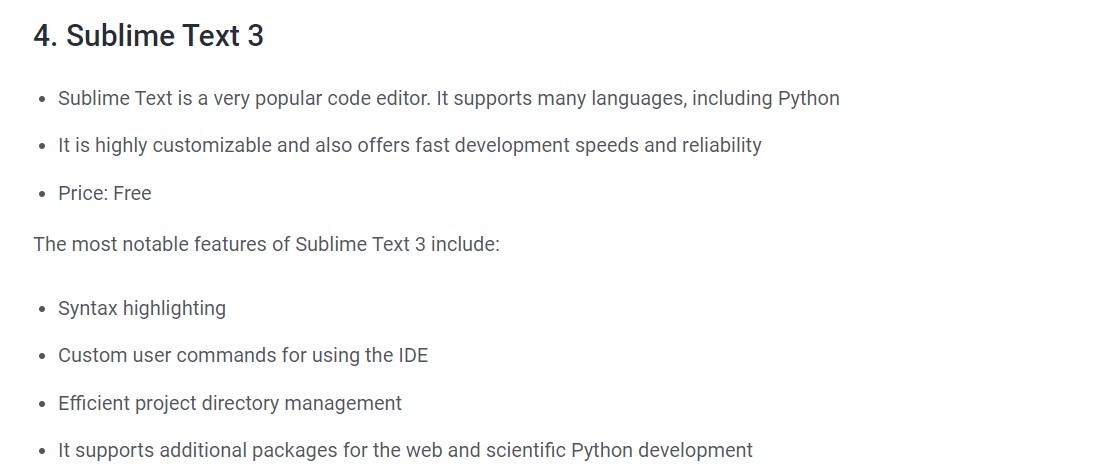 4. Sublime Text 3
• Sublime Text is a very popular code editor. It supports many languages, including Python
• It is highly customizable and also offers fast development speeds and reliability
• Price: Free
The most notable features of Sublime Text 3 include:
• Syntax highlighting
• Custom user commands for using the IDE
• Efficient project directory management
• It supports additional packages for the web and scientific Python development